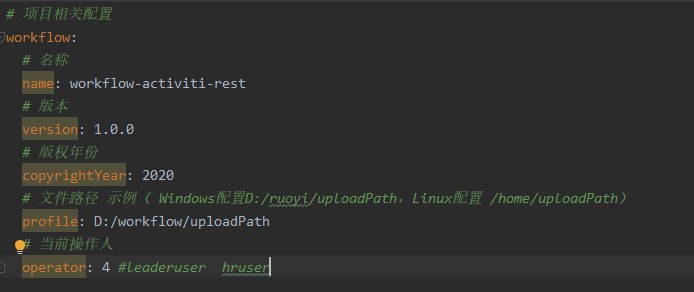 # 项目相关配置
workflow:
# 名称
name: workflow-activiti-rest
# 版本
version: 1.0.0
# 版权年份
copyrightYear: 2020
# 文件路径 示例（ Windows配置D:/ruoyi/uploadPath，Linux配置 /home/uploadPath）
profile: D:/workflow/uploadPath
# 当前操作人
operator: 4 #leaderuser  hruser